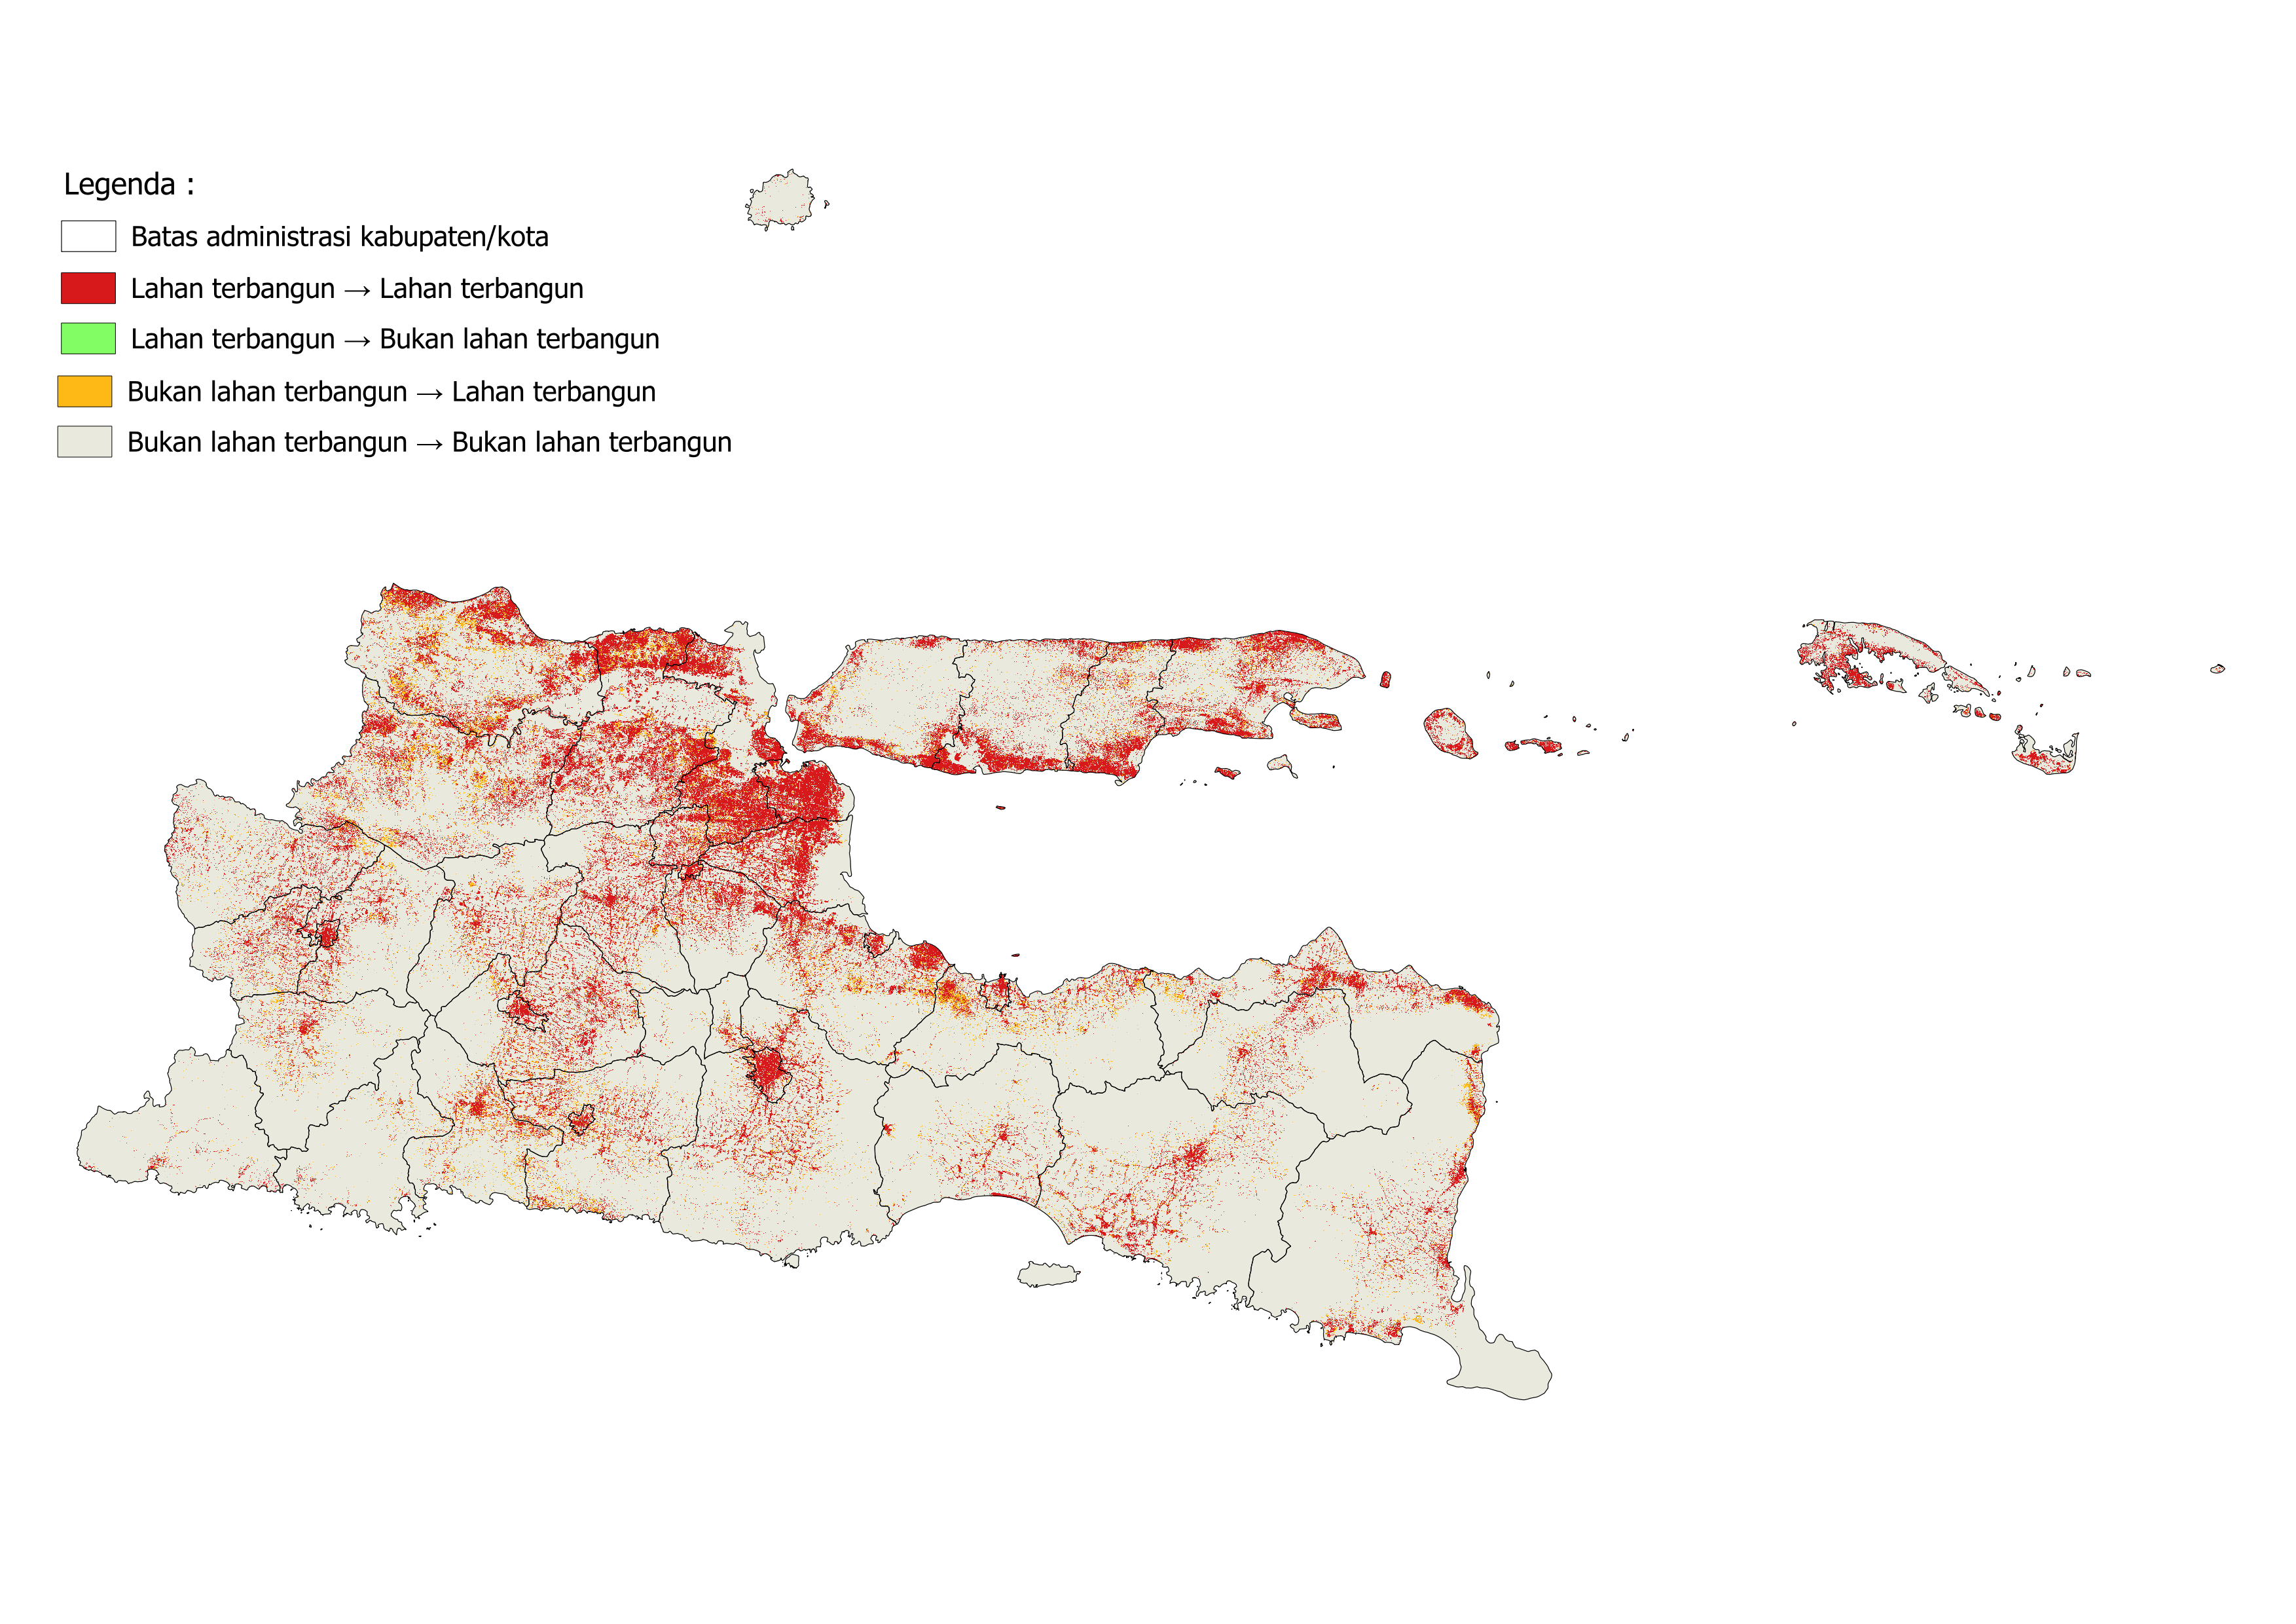 Legenda :
Batas administrasi kabupaten/kota
Lahan terbangun → Lahan terbangun
Lahan terbangun → Bukan lahan terbangun
Bukan lahan terbangun → Lahan terbangun
Bukan lahan terbangun → Bukan lahan terbangun